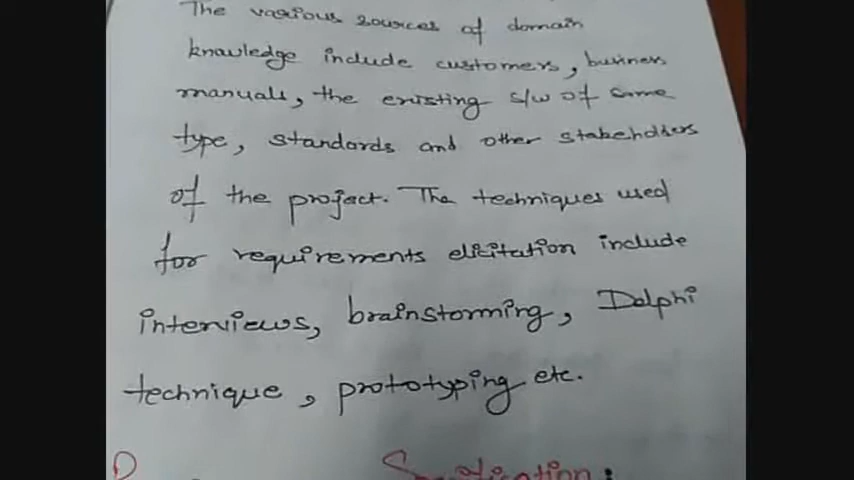 The various sources of domain
knowledge include customers, business
manuals, the existing s/w of same
type, standards and other stakeholders
of the project. The techniques used
for requirements elicitation include
interviews, brainstorming, Delphi
technique, prototyping etc.